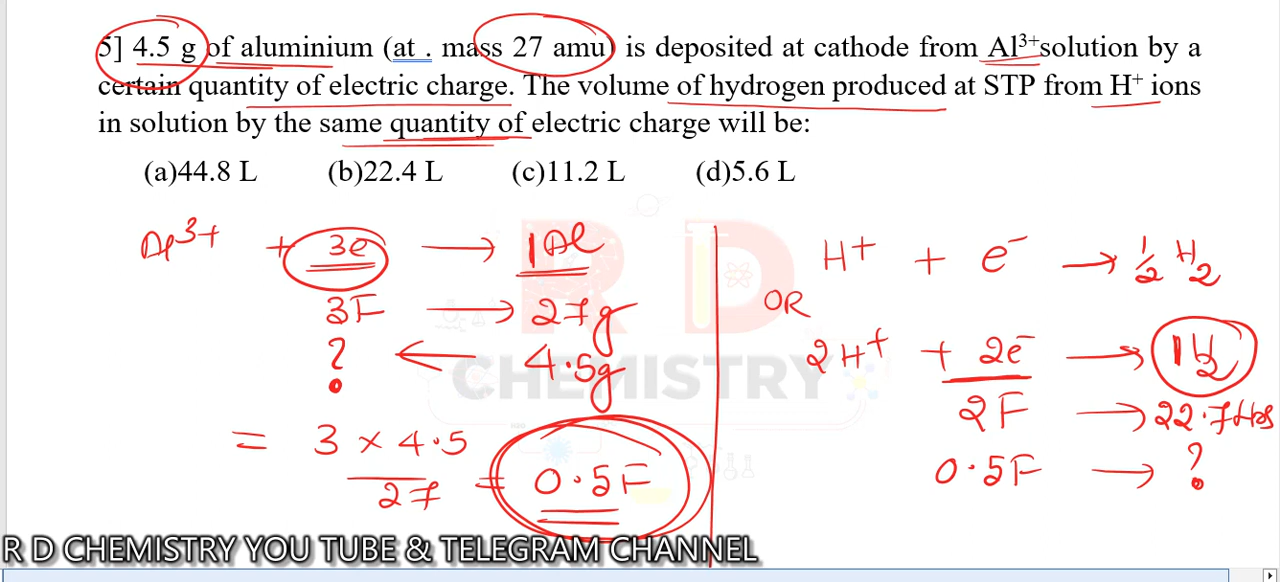 5] 4.5 g of aluminium (at . mass 27 amu) is deposited at cathode from Al³⁺solution by a
certain quantity of electric charge. The volume of hydrogen produced at STP from H⁺ ions
in solution by the same quantity of electric charge will be:
(a)44.8 L (b)22.4 L (c)11.2 L (d)5.6 L
Al³⁺ + 3e → 1Al
3F → 27g
? ← 4.5g
= 3 × 4.5 / 27 = 0.5F
H⁺ + e⁻ → ½ H₂
OR
2H⁺ + 2e⁻ → 1H₂
2F → 22.7 Lts
0.5F → ?
R D
CHEMISTRY
R D CHEMISTRY YOU TUBE & TELEGRAM CHANNEL